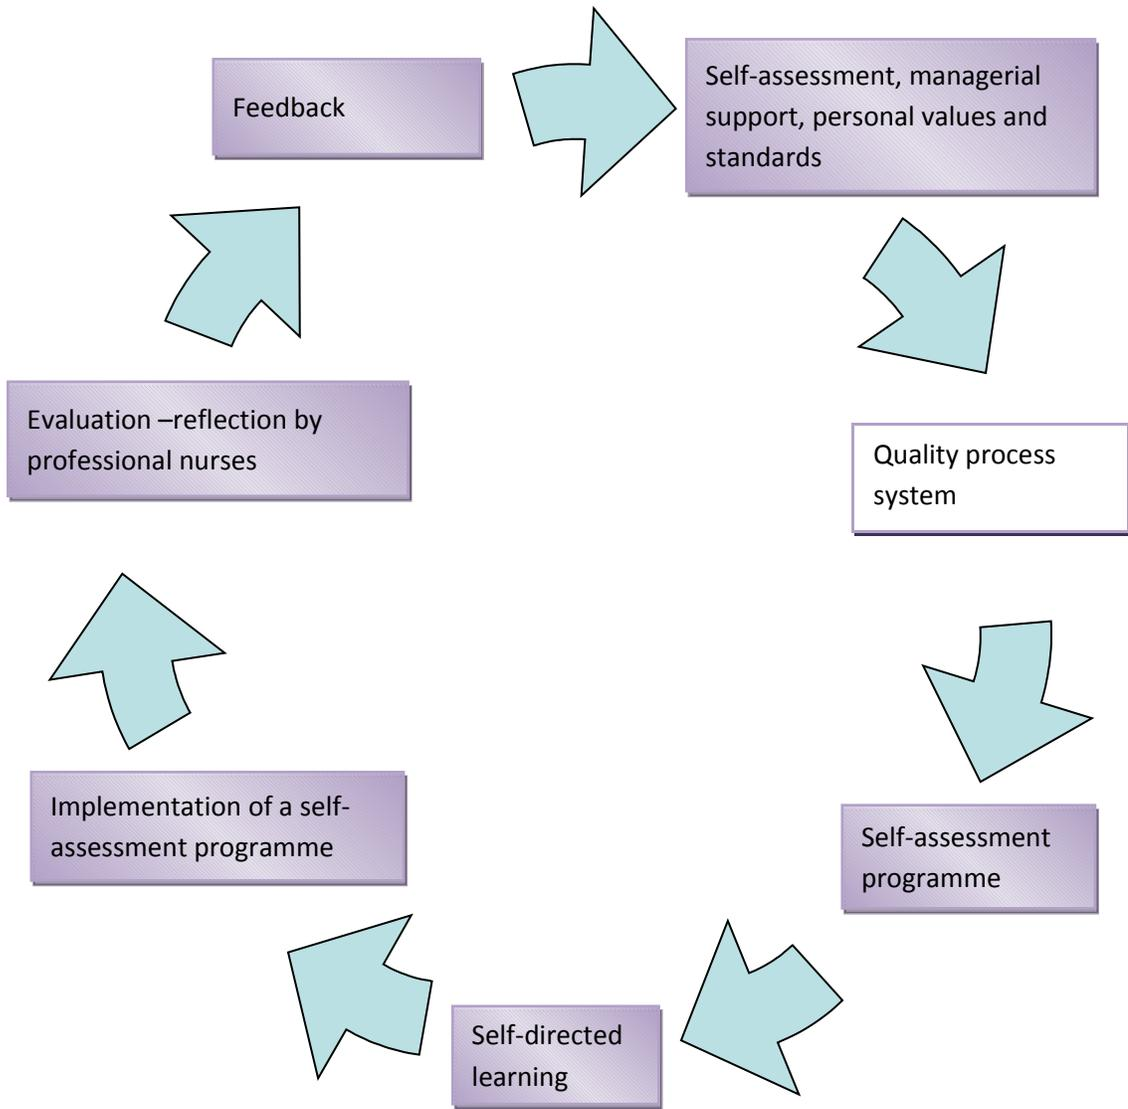 Feedback
Self-assessment, managerial
support, personal values and
standards
Quality process
system
Self-assessment
programme
Self-directed
learning
Implementation of a self-
assessment programme
Evaluation –reflection by
professional nurses